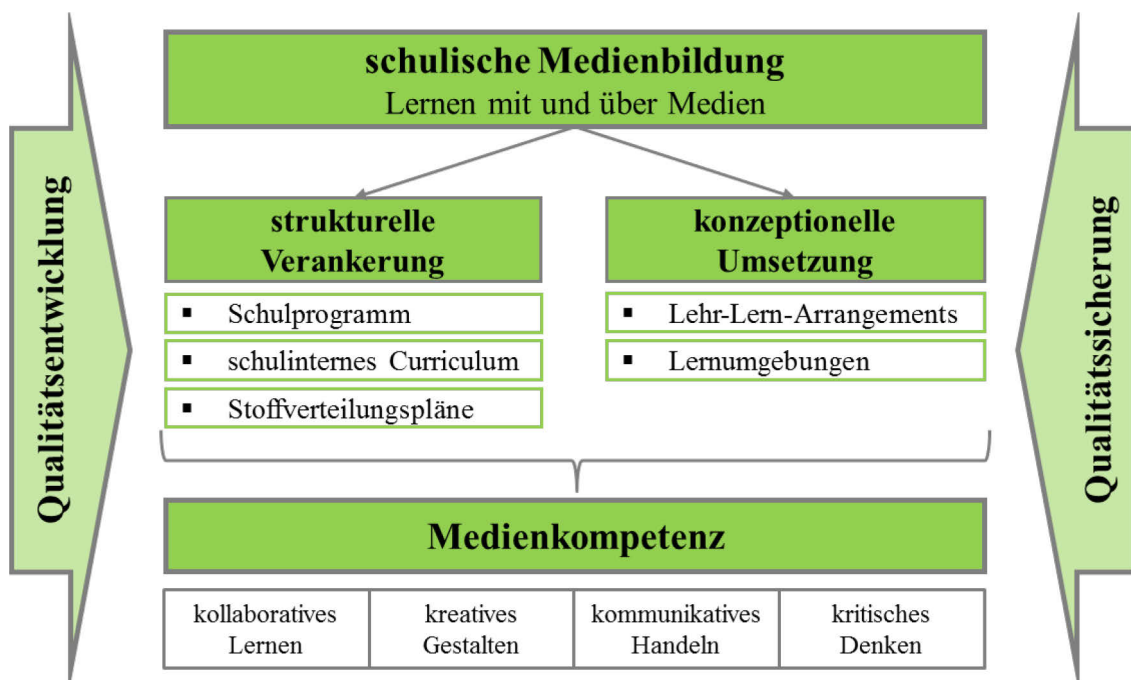 schulische Medienbildung
Lernen mit und über Medien
Qualitätsentwicklung
strukturelle
Verankerung
▪ Schulprogramm
▪ schulinternes Curriculum
▪ Stoffverteilungspläne
konzeptionelle
Umsetzung
▪ Lehr-Lern-Arrangements
▪ Lernumgebungen
Qualitätssicherung
Medienkompetenz
kollaboratives
Lernen
kreatives
Gestalten
kommunikatives
Handeln
kritisches
Denken